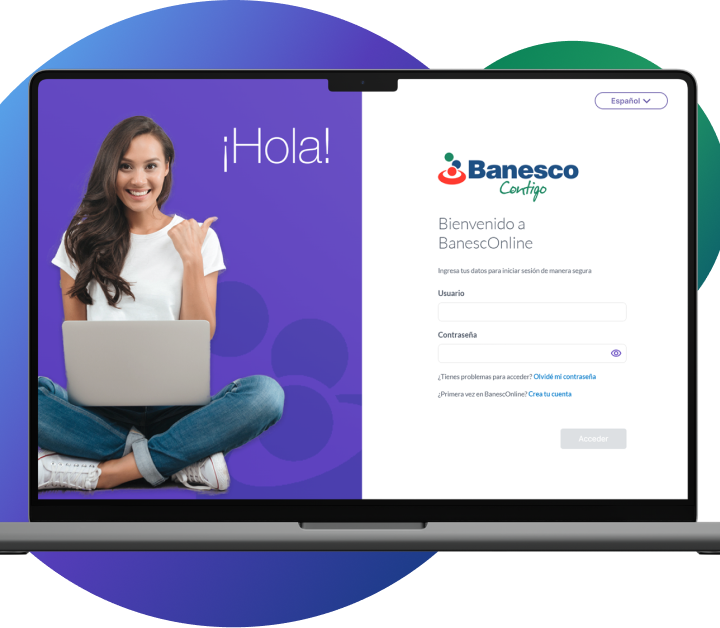 ¡Hola!
Español
Banesco
Contigo
Bienvenido a
BanescOnline
Ingresa tus datos para iniciar sesión de manera segura
Usuario
Contraseña
¿Tienes problemas para acceder? Olvidé mi contraseña
¿Primera vez en BanescOnline? Crea tu cuenta
Acceder